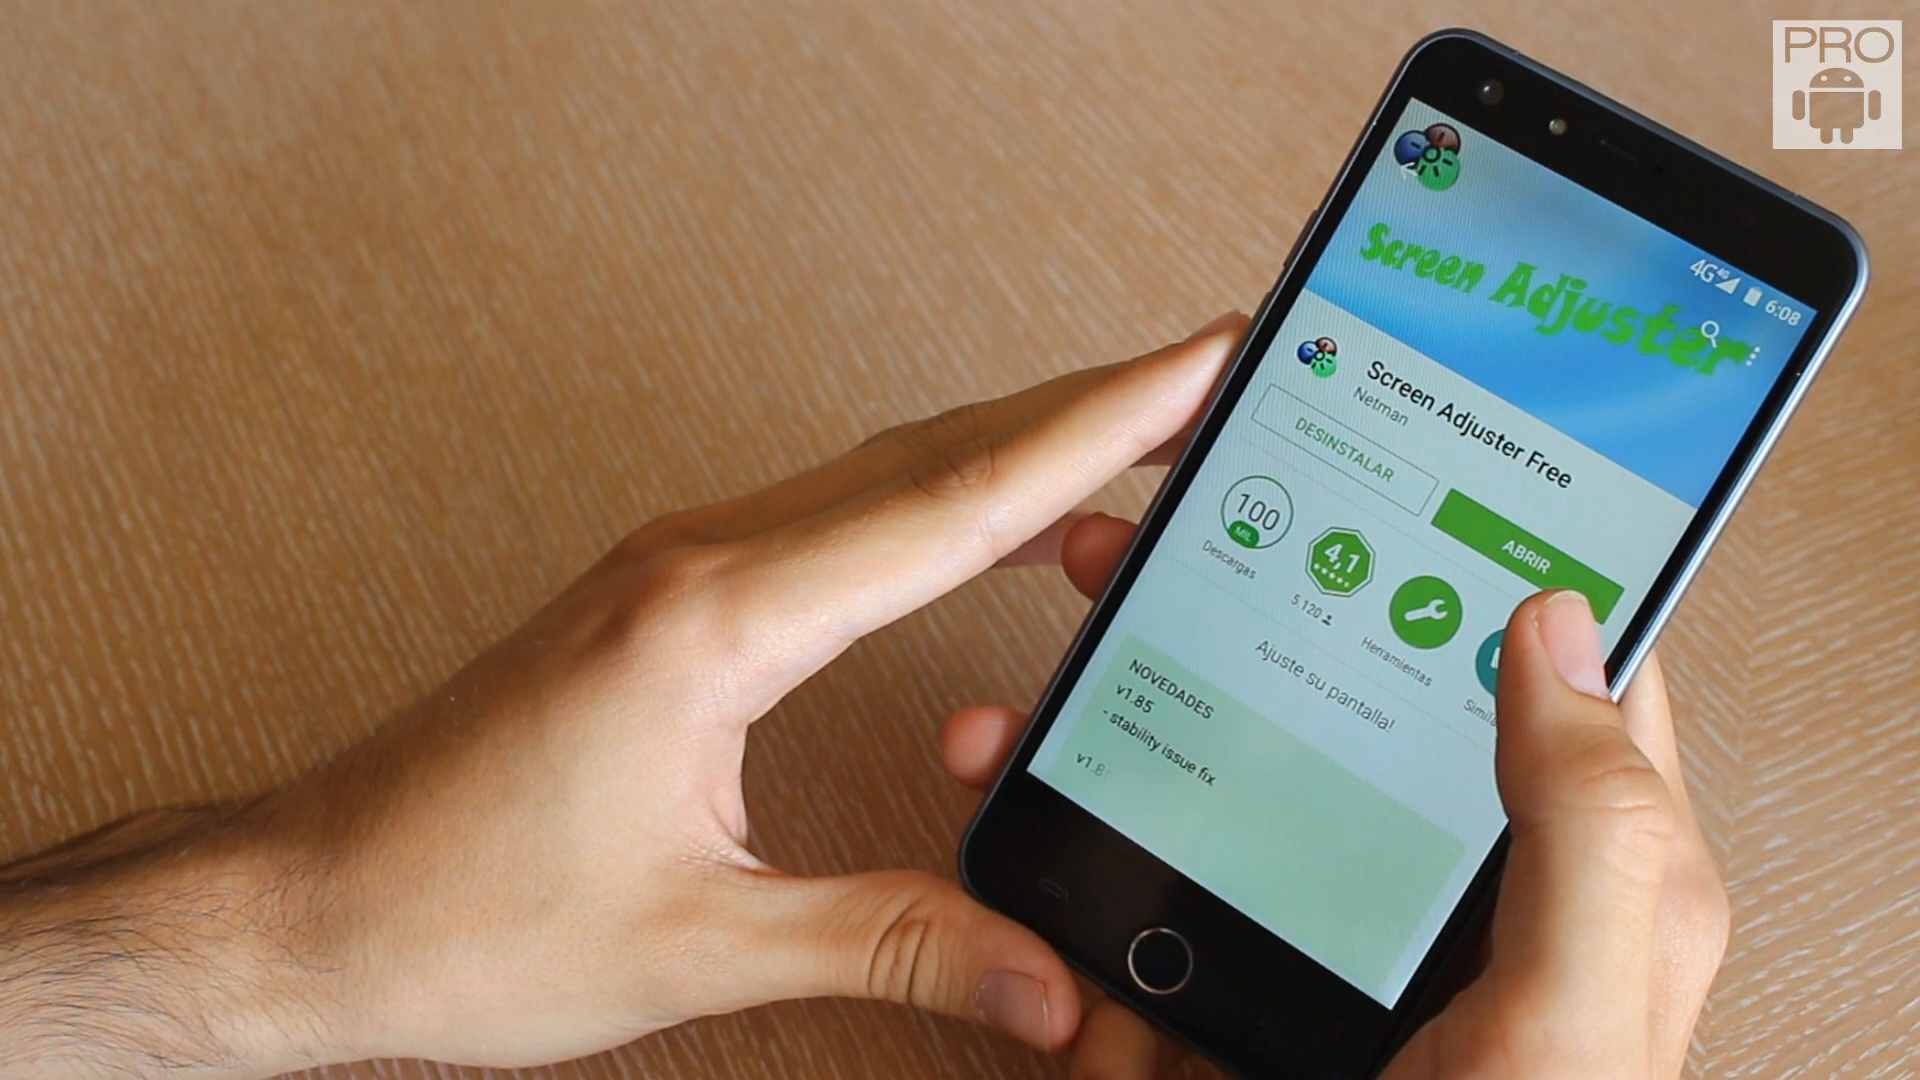 PRO
4G 4G 6:08
Screen Adjuster
Screen Adjuster Free
Netman
DESINSTALAR
ABRIR
100
MIL
Descargas
4,1
5.120
Herramientas
Ajuste su pantalla!
NOVEDADES
v1.85
- stability issue fix